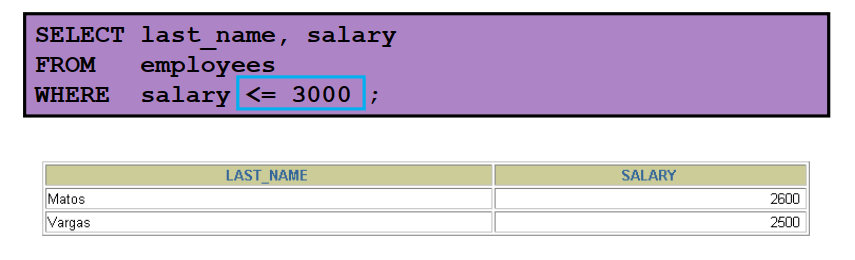 SELECT last_name, salary
FROM employees
WHERE salary <= 3000 ;
LAST_NAME SALARY
Matos 2600
Vargas 2500